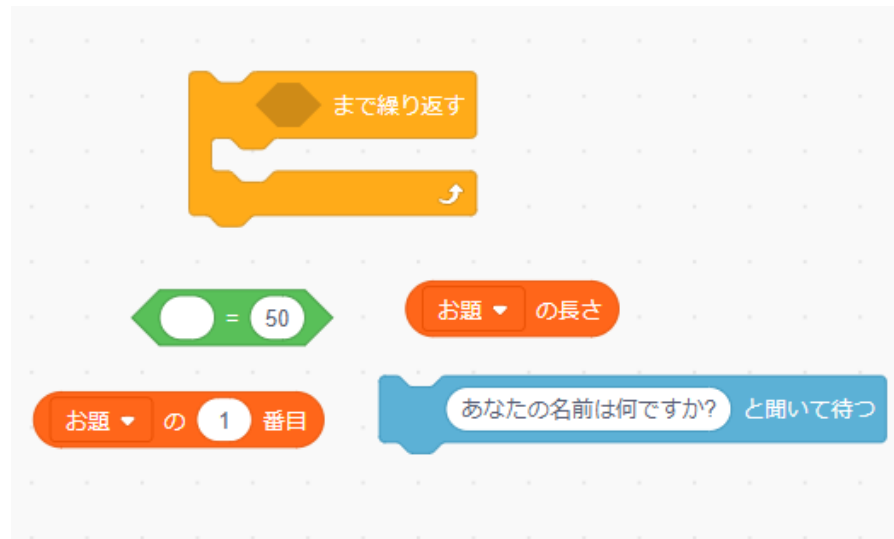 まで繰り返す
= 50
お題 の長さ
お題 の 1 番目
あなたの名前は何ですか? と聞いて待つ